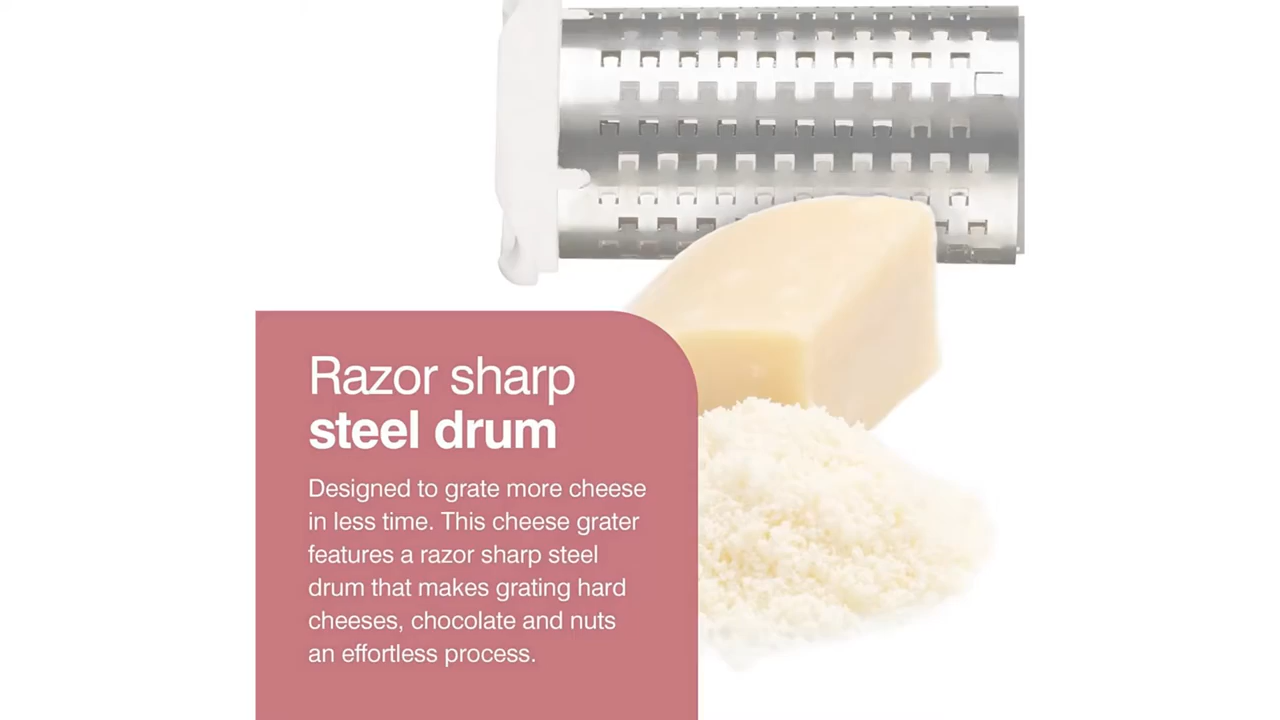 Razor sharp
steel drum
Designed to grate more cheese
in less time. This cheese grater
features a razor sharp steel
drum that makes grating hard
cheeses, chocolate and nuts
an effortless process.